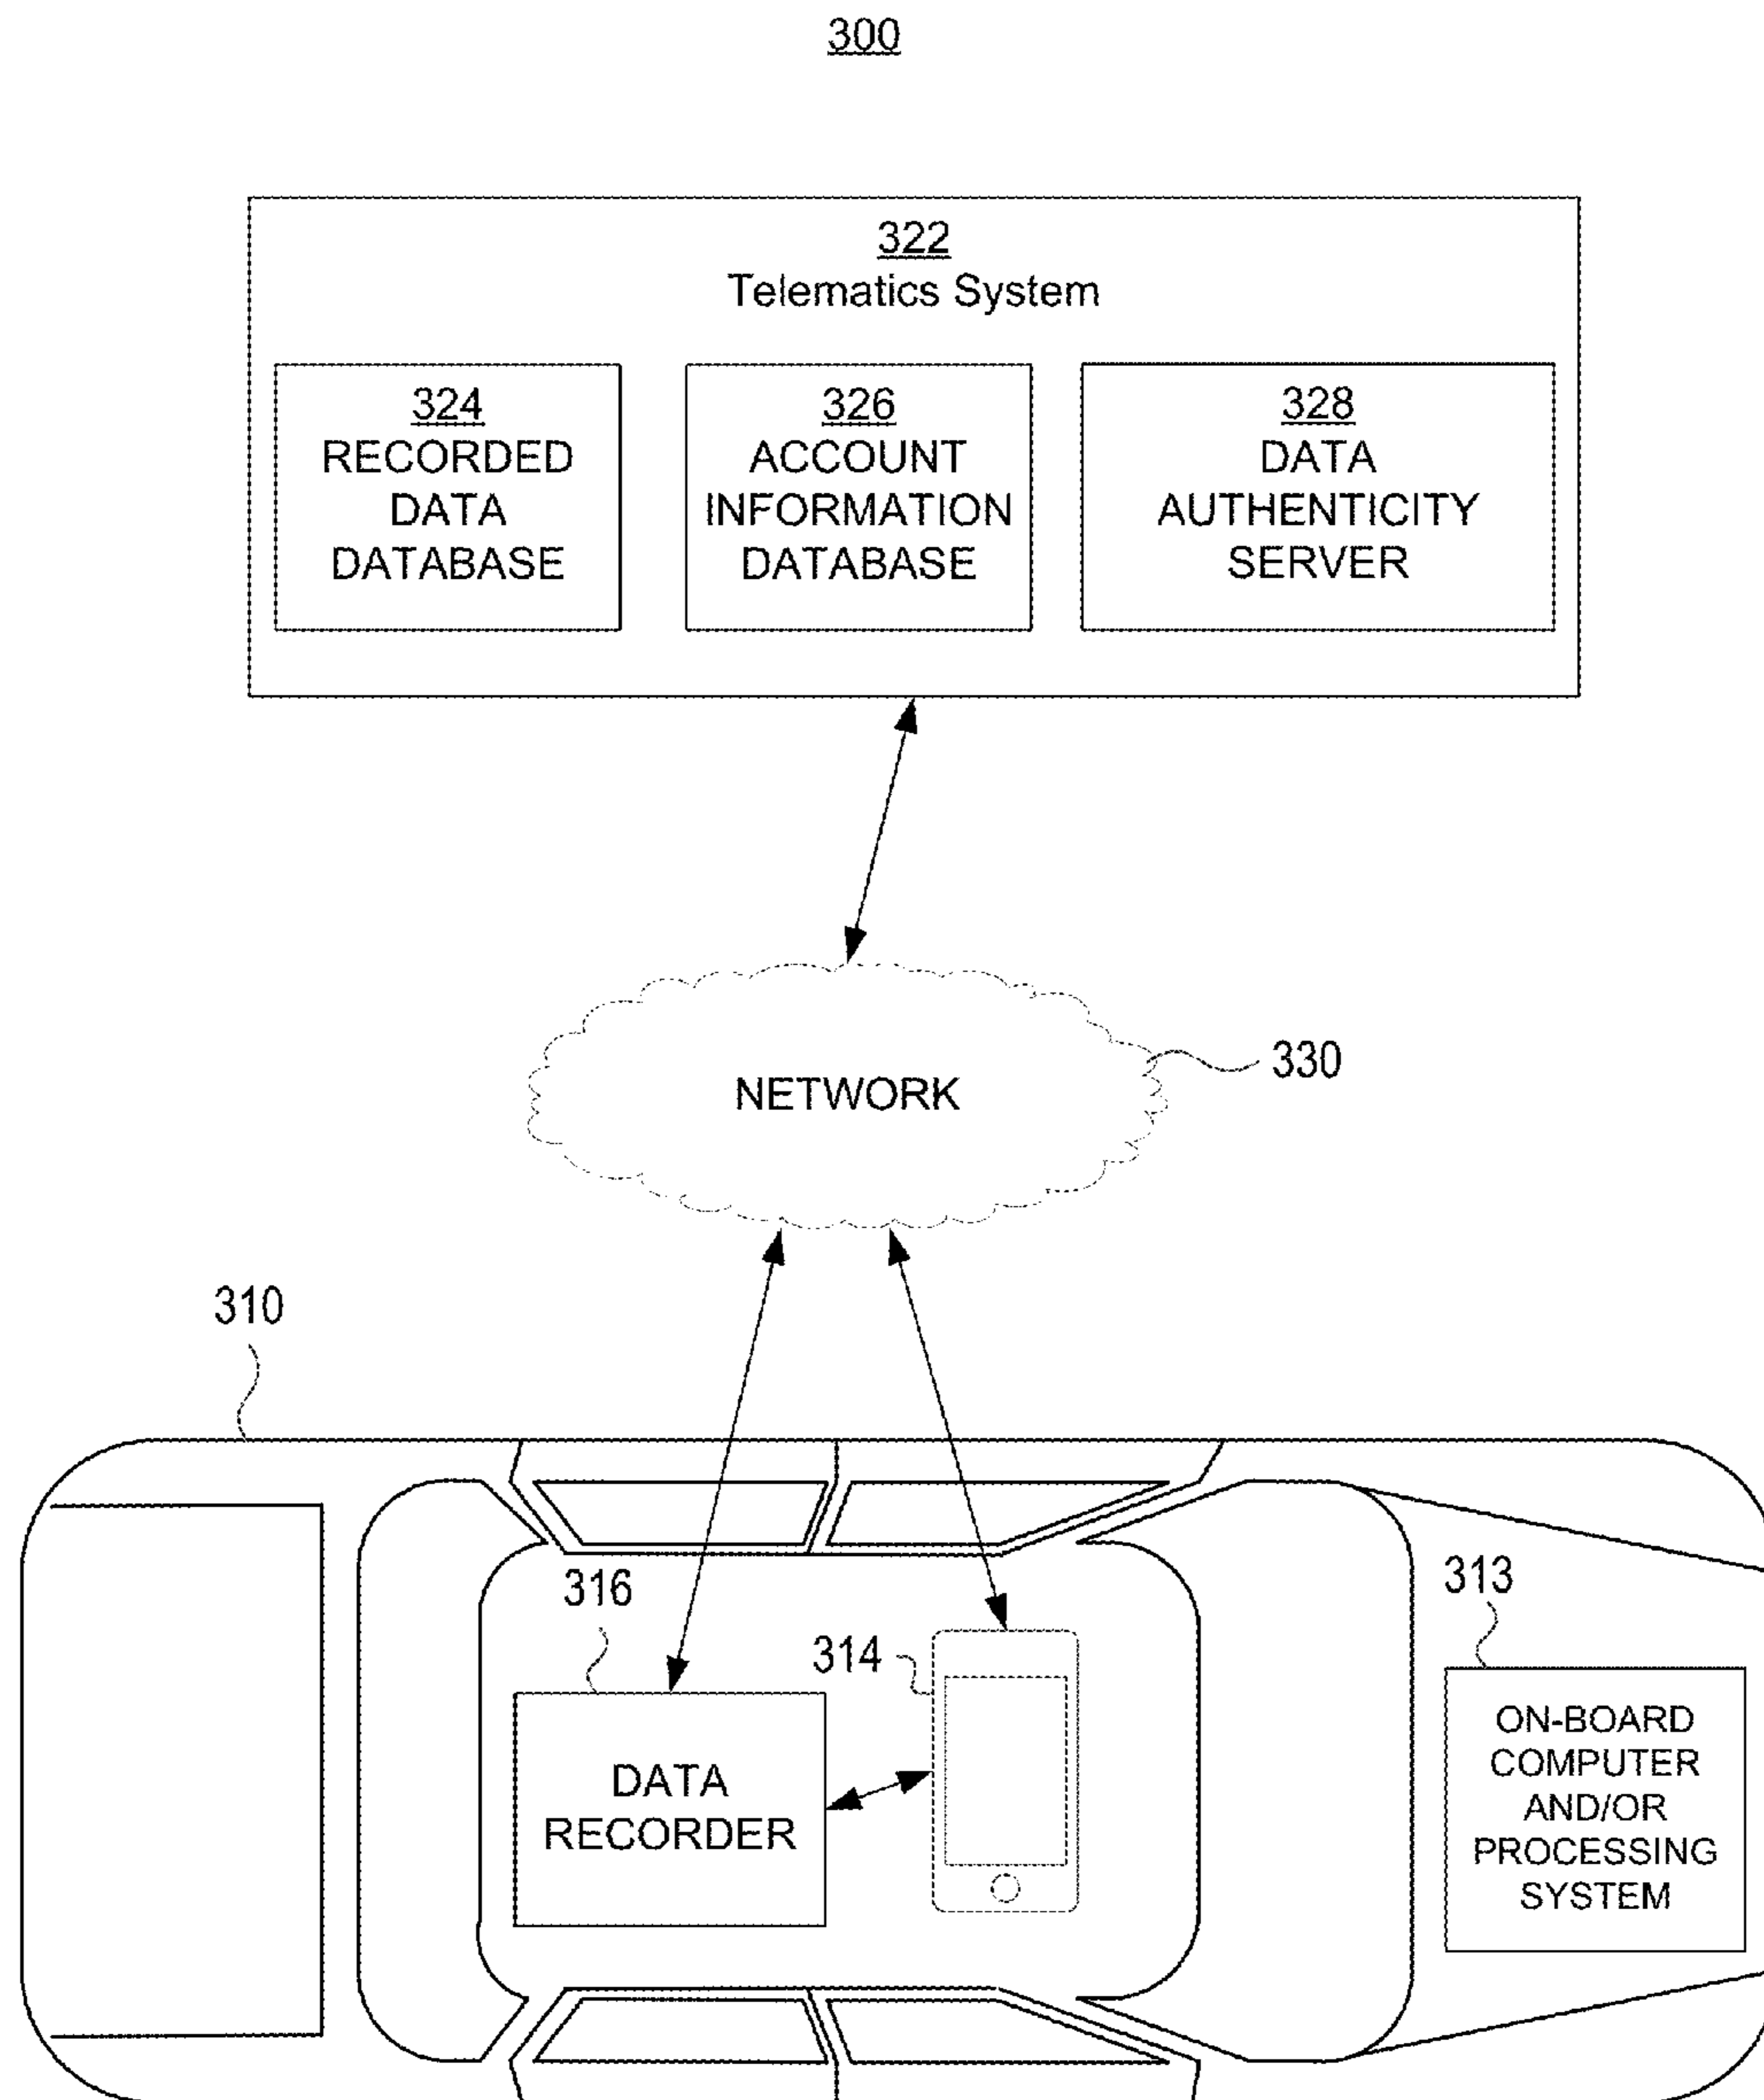 300
322
Telematics System
324
RECORDED
DATA
DATABASE
326
ACCOUNT
INFORMATION
DATABASE
328
DATA
AUTHENTICITY
SERVER
NETWORK
330
310
316
DATA
RECORDER
314
313
ON-BOARD
COMPUTER
AND/OR
PROCESSING
SYSTEM